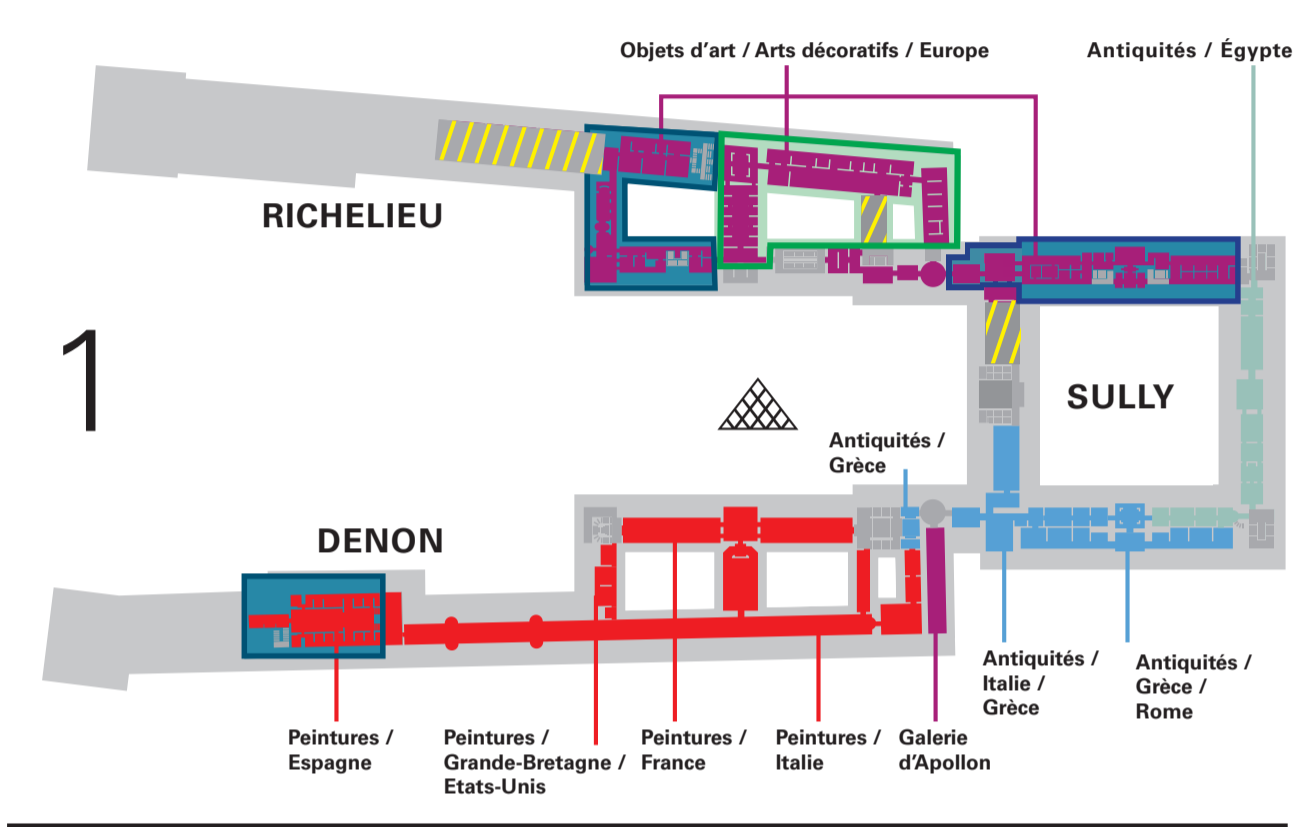 Objets d'art / Arts décoratifs / Europe
Antiquités / Égypte
RICHELIEU
1
SULLY
Antiquités /
Grèce
DENON
Antiquités /
Italie /
Grèce
Antiquités /
Grèce /
Rome
Peintures /
Espagne
Peintures /
Grande-Bretagne /
Etats-Unis
Peintures /
France
Peintures /
Italie
Galerie
d'Apollon